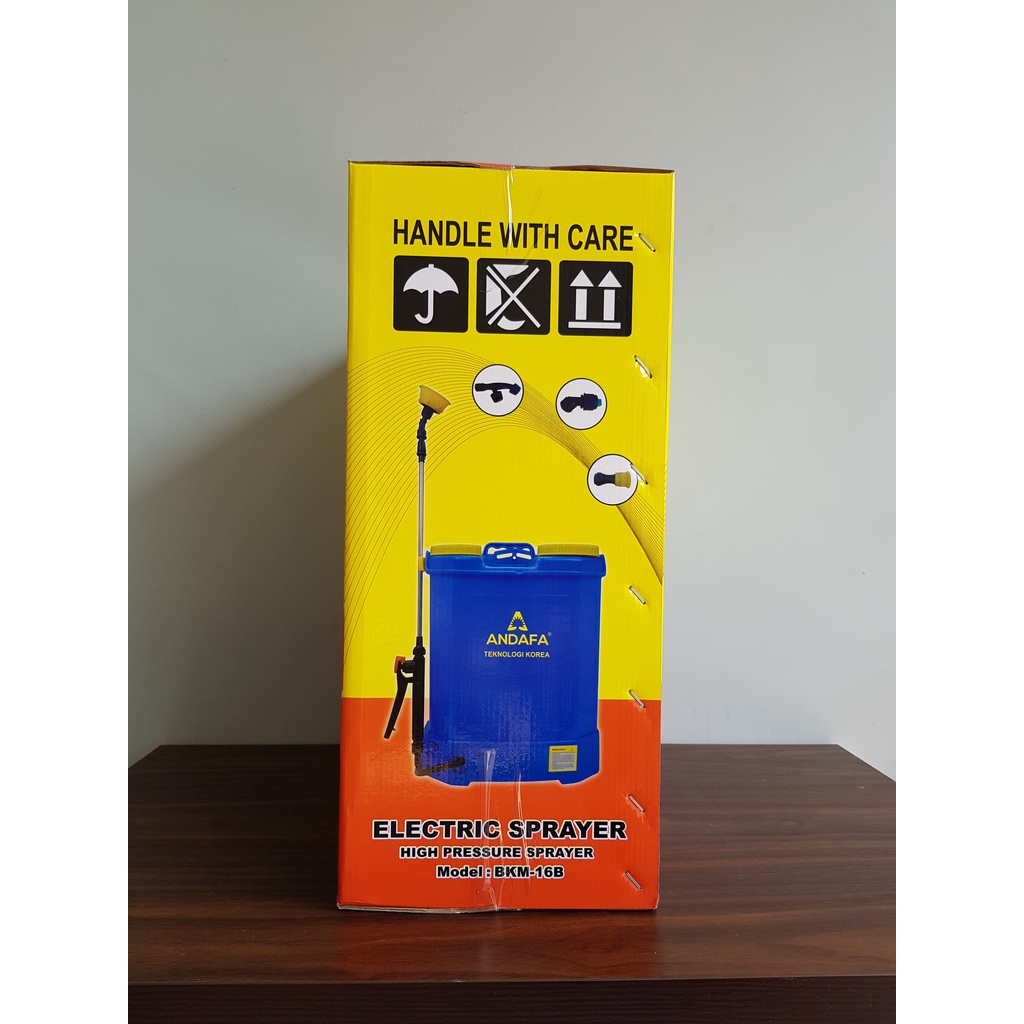 HANDLE WITH CARE
ANDAFA®
TEKNOLOGI KOREA
ELECTRIC SPRAYER
HIGH PRESSURE SPRAYER
Model : BKM-16B